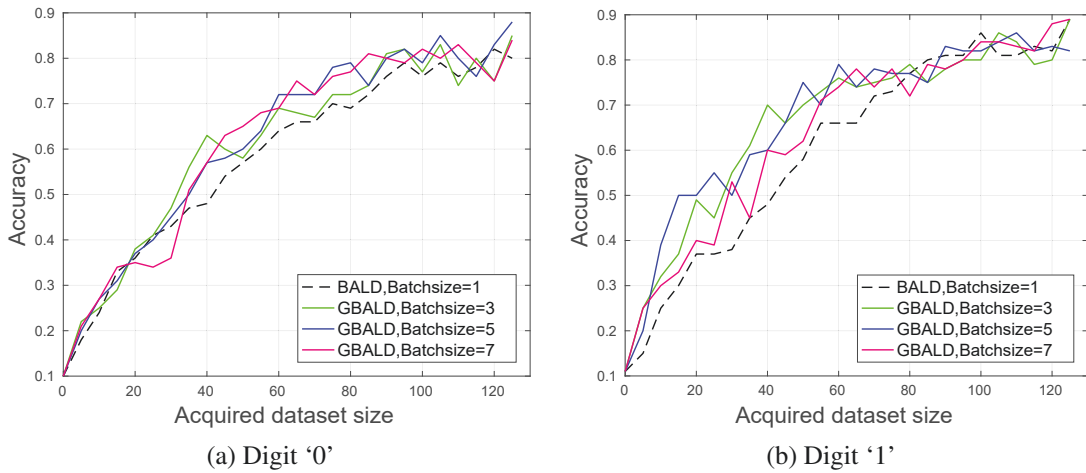 0.9
0.8
0.7
0.6
0.5
0.4
0.3
0.2
0.1
Accuracy
BALD,Batchsize=1
GBALD,Batchsize=3
GBALD,Batchsize=5
GBALD,Batchsize=7
0 20 40 60 80 100 120
Acquired dataset size
(a) Digit ‘0’
0.9
0.8
0.7
0.6
0.5
0.4
0.3
0.2
0.1
Accuracy
BALD,Batchsize=1
GBALD,Batchsize=3
GBALD,Batchsize=5
GBALD,Batchsize=7
0 20 40 60 80 100 120
Acquired dataset size
(b) Digit ‘1’